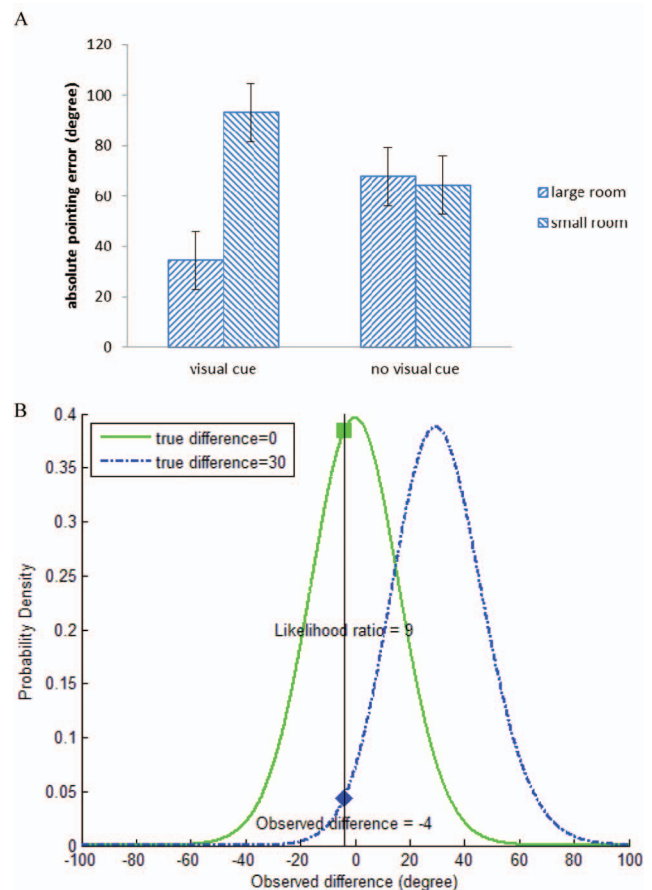 A
120
100
80
60
40
20
0
absolute pointing error (degree)
visual cue
no visual cue
large room
small room
B
0.4
0.35
0.3
0.25
0.2
0.15
0.1
0.05
0
Probability Density
true difference=0
true difference=30
Likelihood ratio = 9
Observed difference = -4
-100 -80 -60 -40 -20 0 20 40 60 80 100
Observed difference (degree)